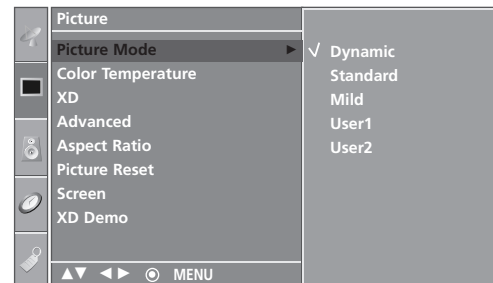 Picture
Picture Mode ►
Color Temperature
XD
Advanced
Aspect Ratio
Picture Reset
Screen
XD Demo
▲▼ ◄► ◉ MENU
√ Dynamic
Standard
Mild
User1
User2